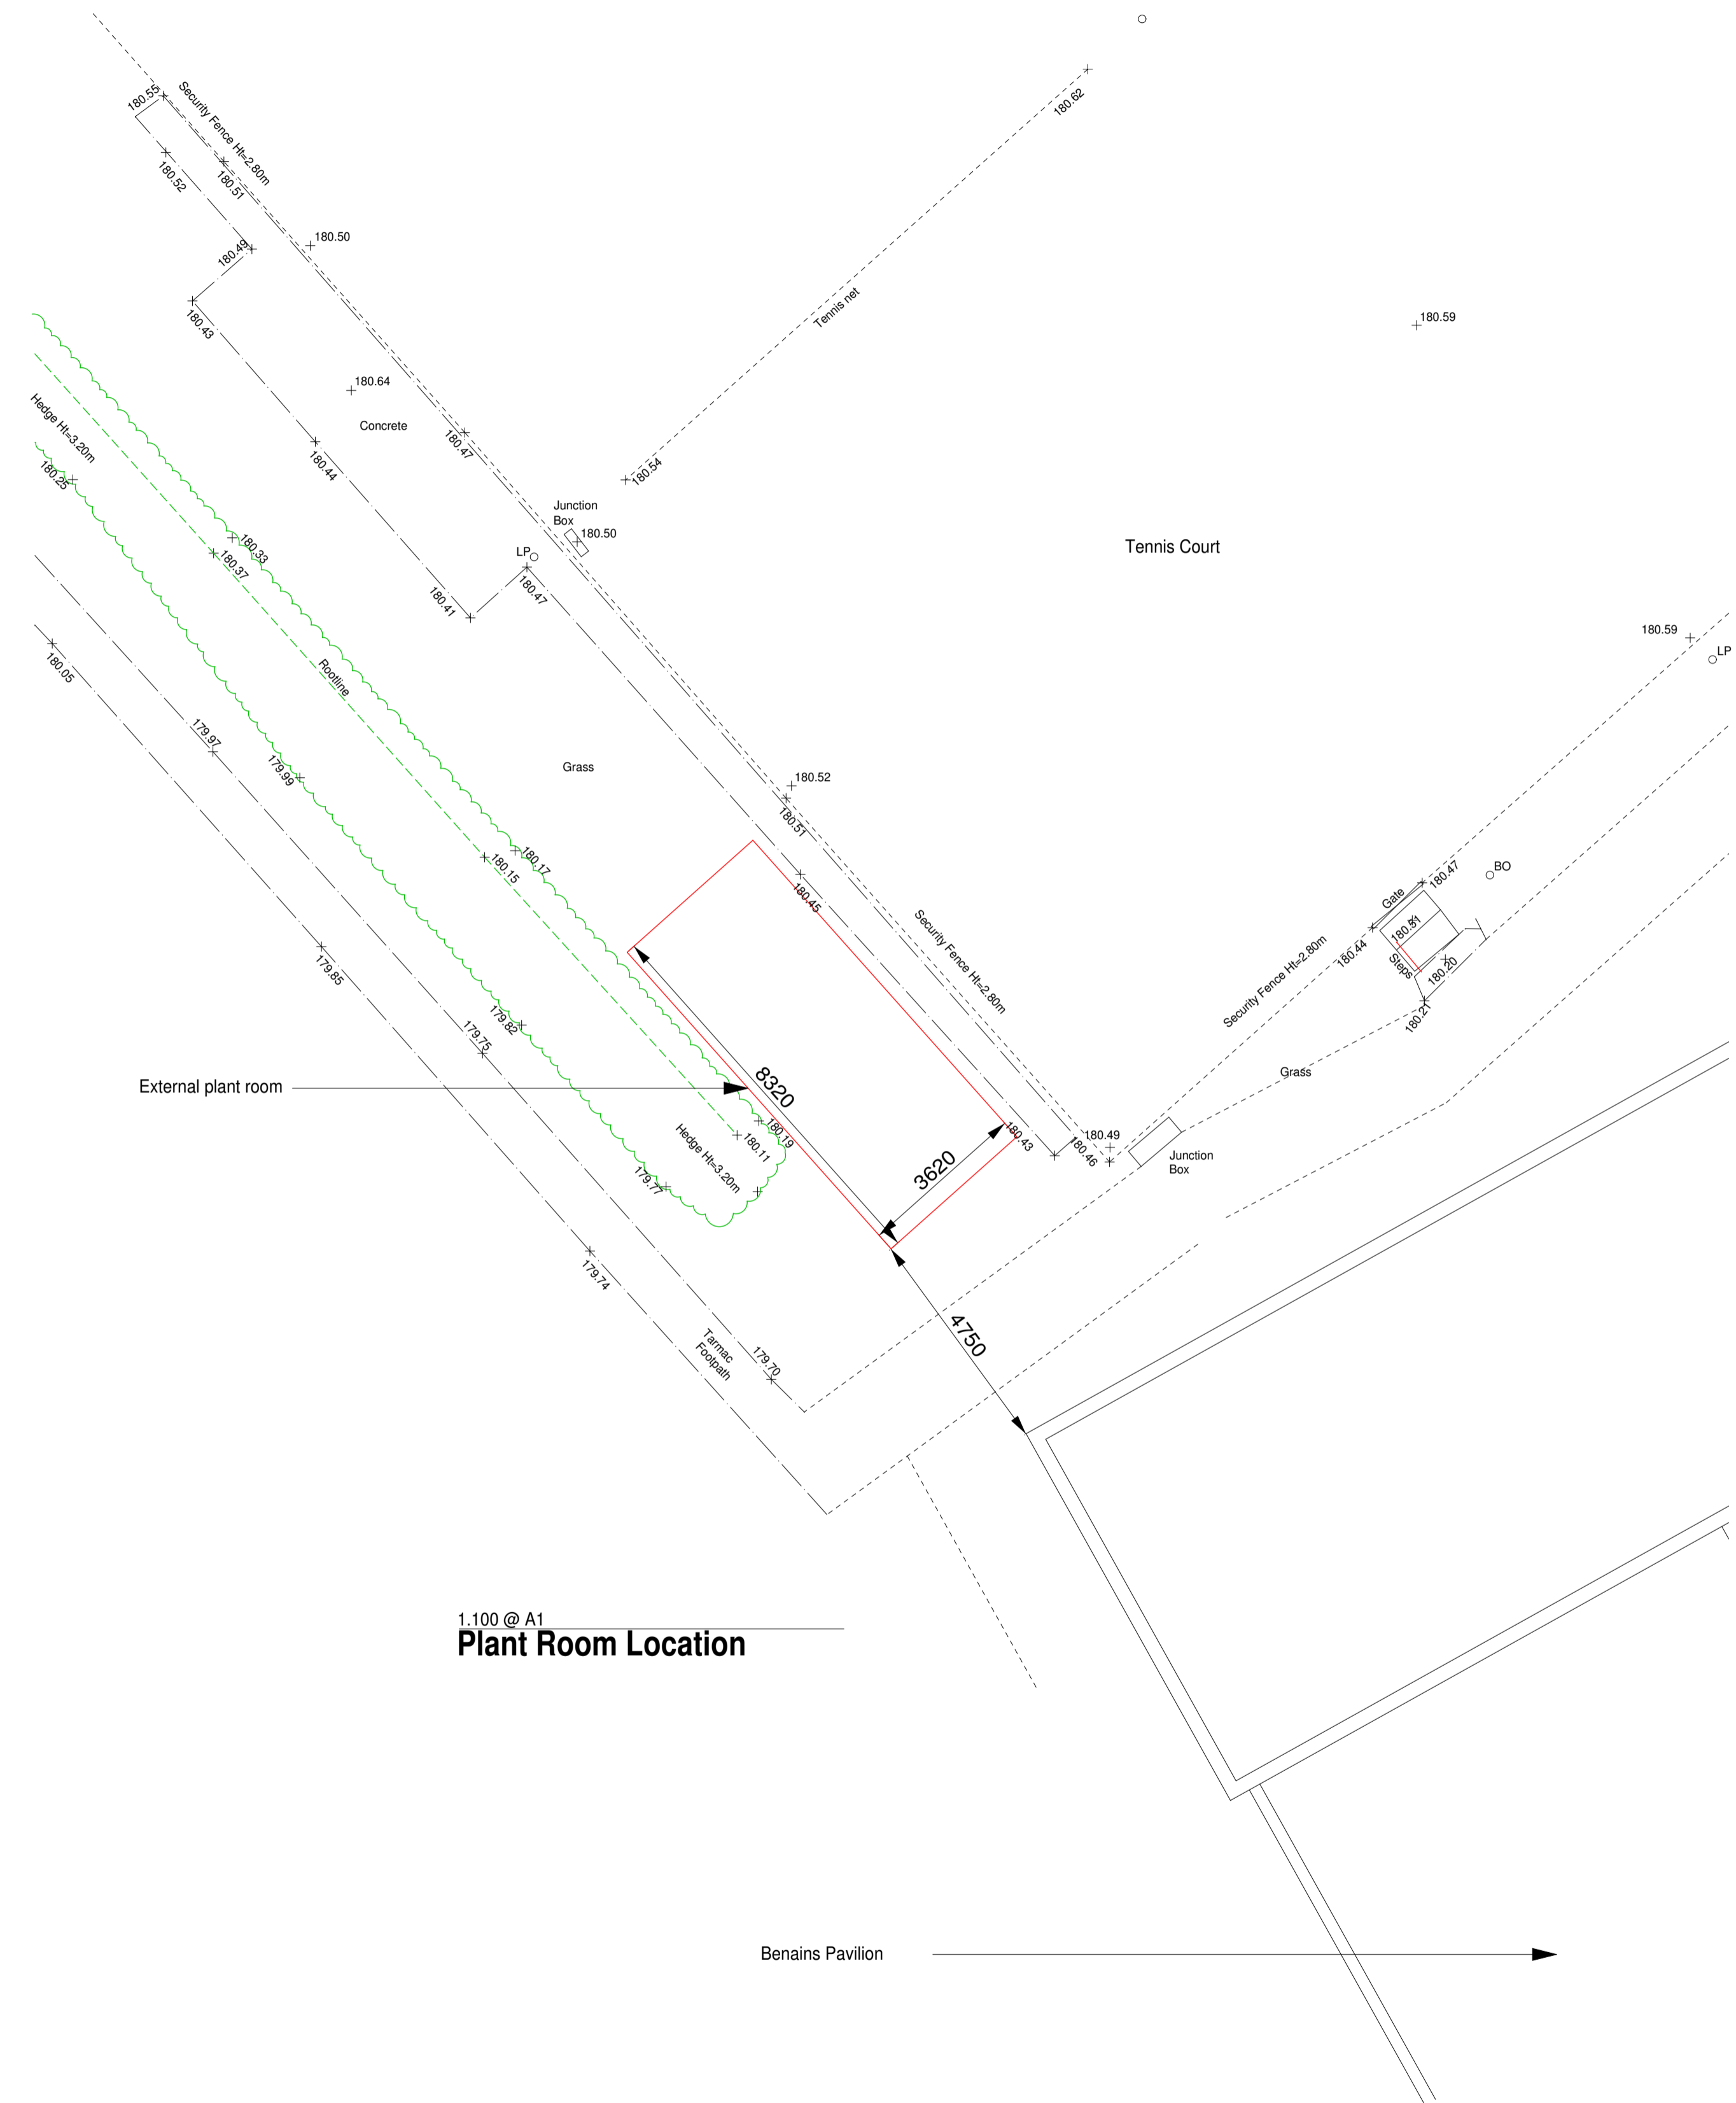 180.62
180.55
Security Fence Ht=2.80m
180.52
180.51
180.49
180.50
Tennis net
180.43
180.59
180.64
Concrete
Hedge Ht=3.20m
180.47
180.44
180.25
180.54
Junction
Box
180.50
180.33
180.37
LP
180.47
180.41
Tennis Court
180.59
LP
180.05
Rootline
179.97
179.99
Grass
180.52
180.51
180.17
180.15
180.45
180.47
BO
Gate
180.51
180.44
Steps
180.20
180.21
179.85
Security Fence Ht=2.80m
Security Fence Ht=2.80m
179.82
179.75
External plant room
8320
Grass
180.19
180.11
Hedge Ht=3.20m
180.43
180.46
180.49
Junction
Box
3620
179.77
179.74
4750
Tarmac
Footpath
179.70
1.100 @ A1
Plant Room Location
Benains Pavilion